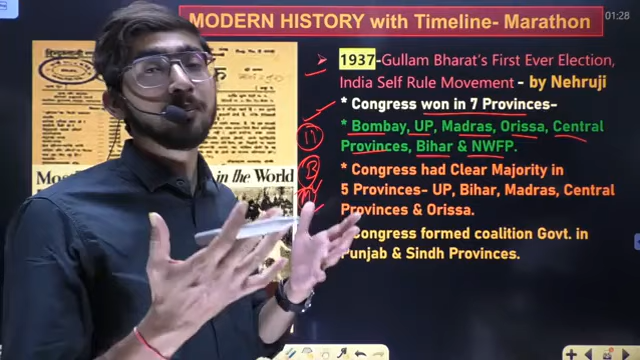 MODERN HISTORY with Timeline- Marathon
01:28
1937-Gullam Bharat's First Ever Election,
India Self Rule Movement - by Nehruji
* Congress won in 7 Provinces-
* Bombay, UP, Madras, Orissa, Central
Provinces, Bihar & NWFP.
* Congress had Clear Majority in
5 Provinces- UP, Bihar, Madras, Central
Provinces & Orissa.
Congress formed coalition Govt. in
Punjab & Sindh Provinces.
11
in the World